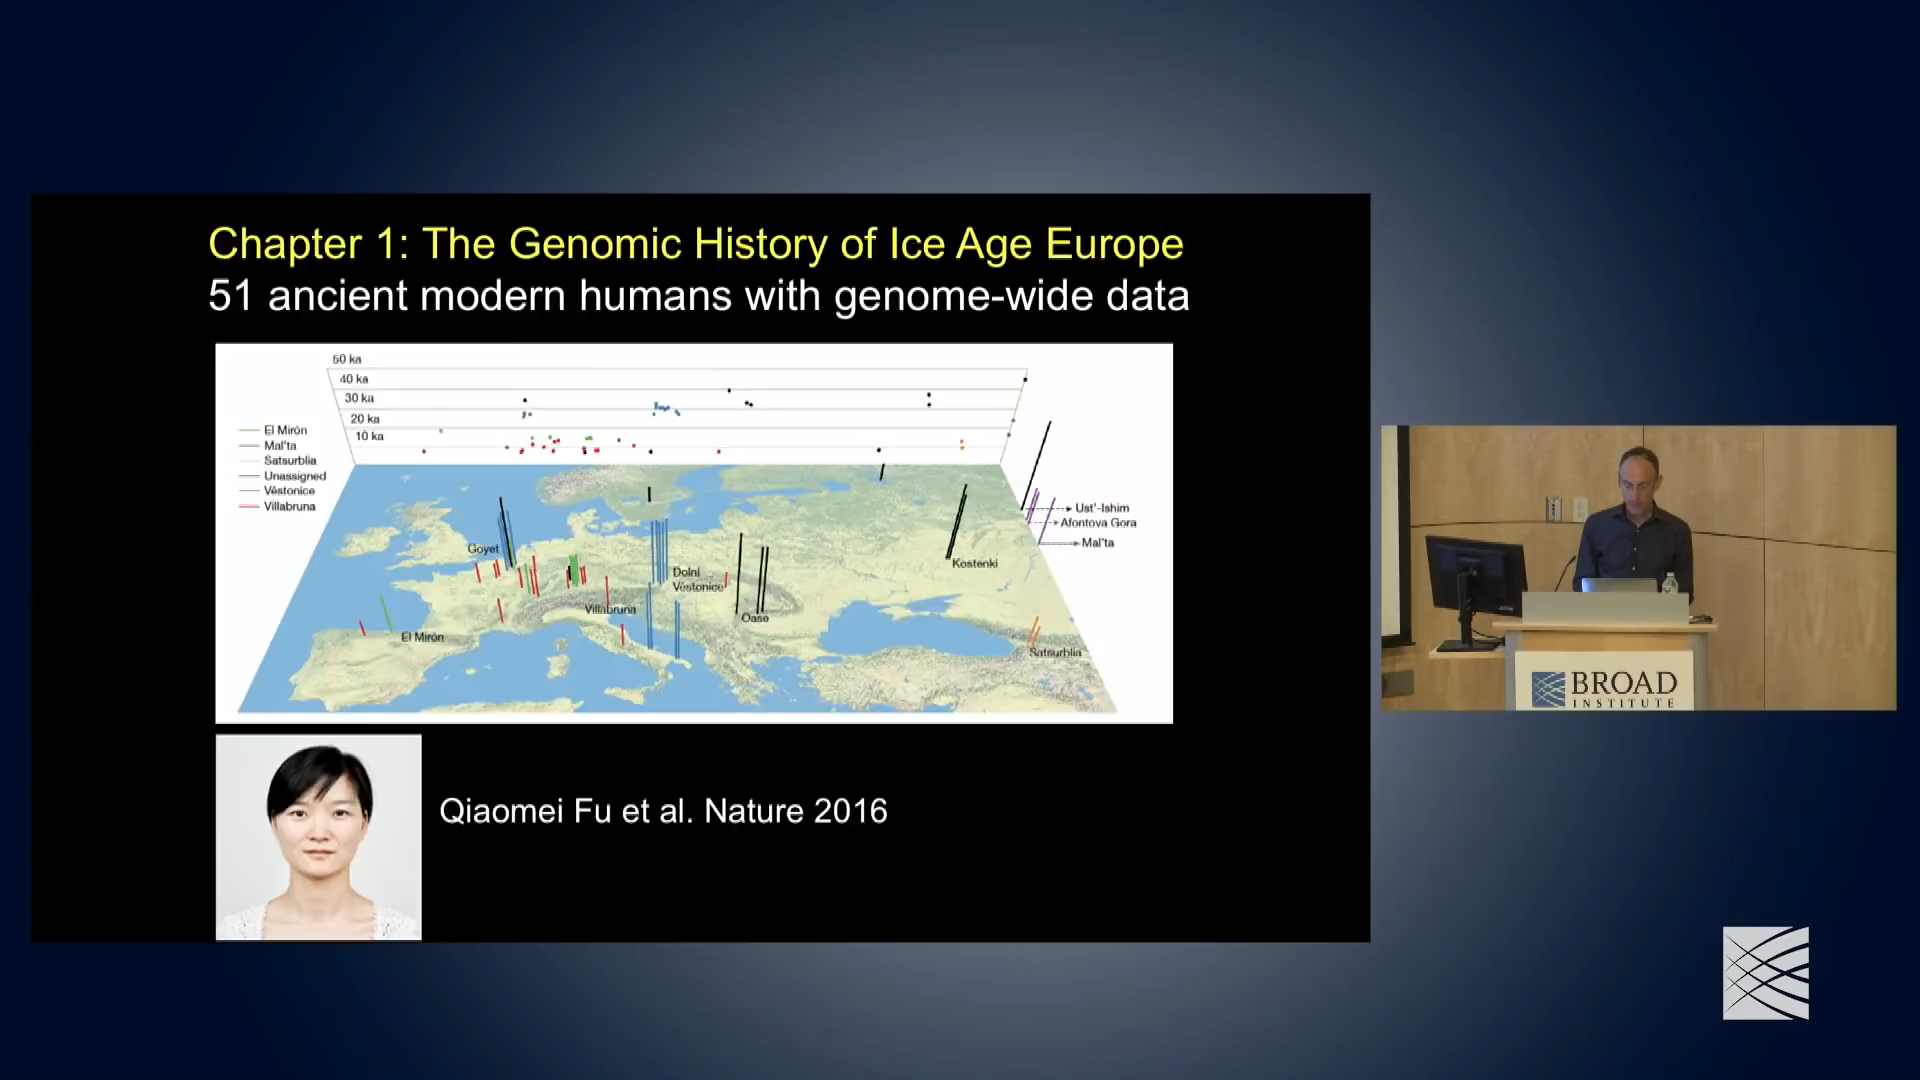 Chapter 1: The Genomic History of Ice Age Europe
51 ancient modern humans with genome-wide data
50 ka
40 ka
30 ka
20 ka
10 ka
El Mirón
Mal'ta
Satsurblia
Unassigned
Věstonice
Villabruna
Goyet
El Mirón
Villabruna
Dolní
Věstonice
Oase
Kostenki
Ust'-Ishim
Afontova Gora
Mal'ta
Satsurblia
Qiaomei Fu et al. Nature 2016
BROAD
INSTITUTE